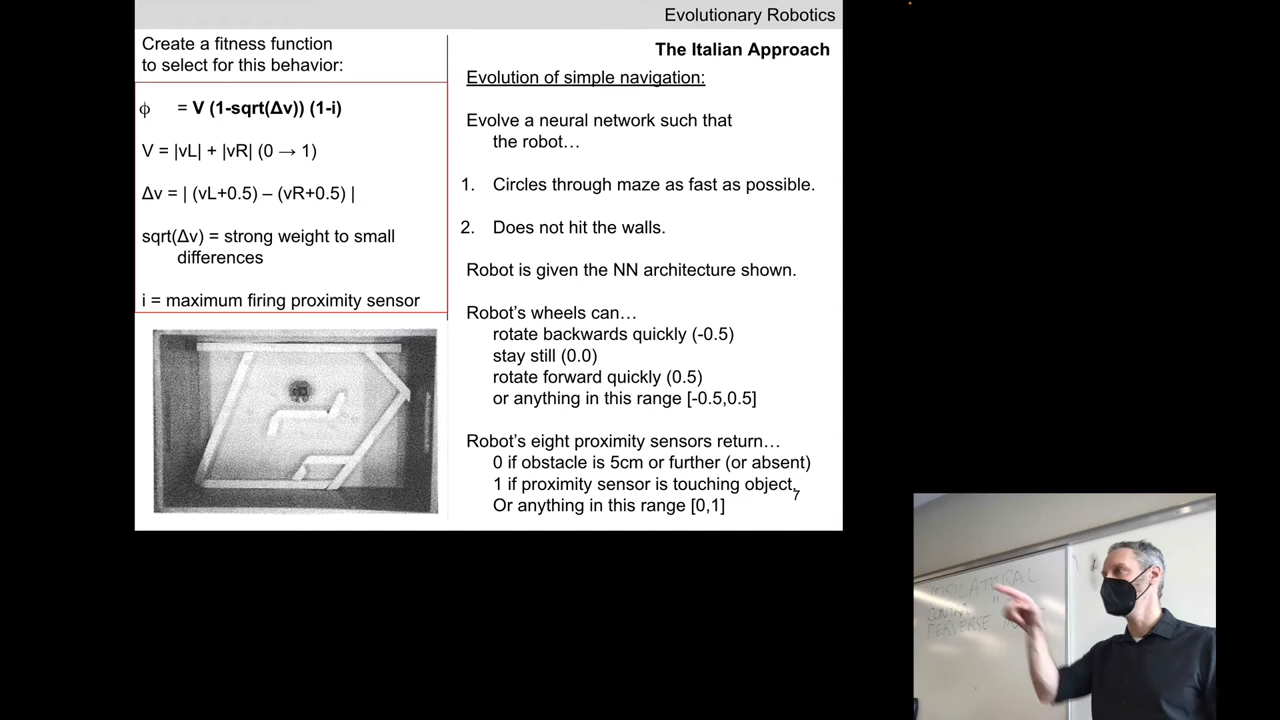 Evolutionary Robotics
Create a fitness function
to select for this behavior:
ϕ = V (1-sqrt(Δv)) (1-i)
V = |vL| + |vR| (0 → 1)
Δv = | (vL+0.5) – (vR+0.5) |
sqrt(Δv) = strong weight to small
differences
i = maximum firing proximity sensor
The Italian Approach
Evolution of simple navigation:
Evolve a neural network such that
the robot…
1. Circles through maze as fast as possible.
2. Does not hit the walls.
Robot is given the NN architecture shown.
Robot’s wheels can…
rotate backwards quickly (-0.5)
stay still (0.0)
rotate forward quickly (0.5)
or anything in this range [-0.5,0.5]
Robot’s eight proximity sensors return…
0 if obstacle is 5cm or further (or absent)
1 if proximity sensor is touching object.
Or anything in this range [0,1]
7
IPSILATERAL
CONTRA "
PERVERSE